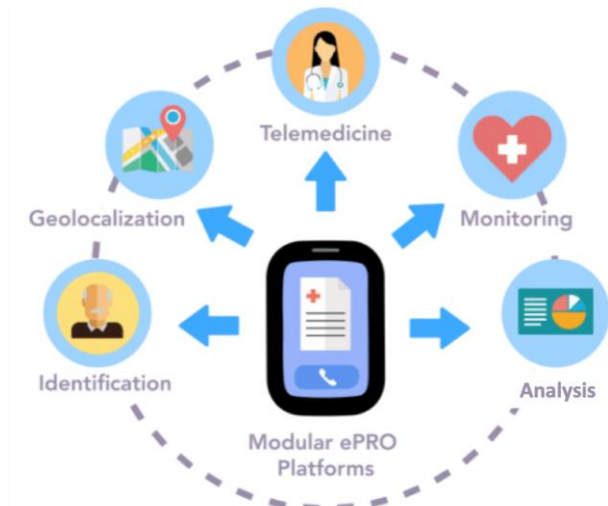 Telemedicine
Geolocalization
Monitoring
Identification
Analysis
Modular ePRO
Platforms